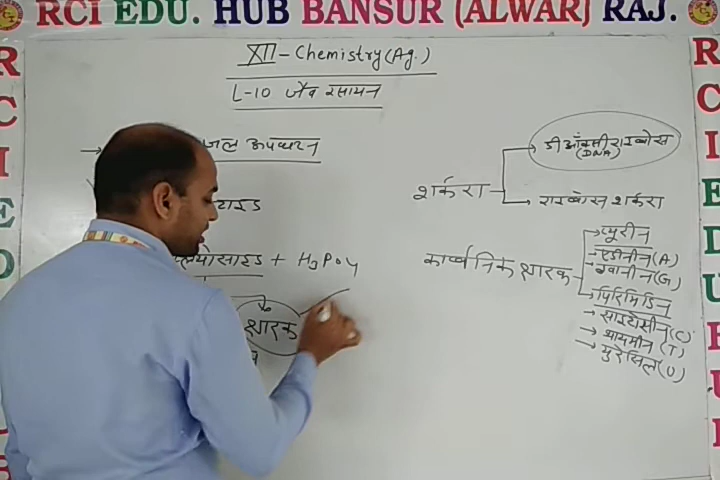 RCI EDU. HUB BANSUR (ALWAR) RAJ.
XII - Chemistry (Ag.)
L-10 जैव रसायन
→ जल अपघटन
टाइड
लियोसाइड + H3PO4
क्षारक
शर्करा
→ डीऑक्सीराइबोस
(DNA)
→ राइबोस शर्करा
कार्बनिक क्षारक
→ प्यूरीन
→ एडीनीन (A)
→ ग्वानीन (G)
→ पिरिमिडिन
→ साइटोसीन (C)
→ थायमीन (T)
→ युरेसिल (U)
R
C
I
E
D
R
C
I
E
D
U